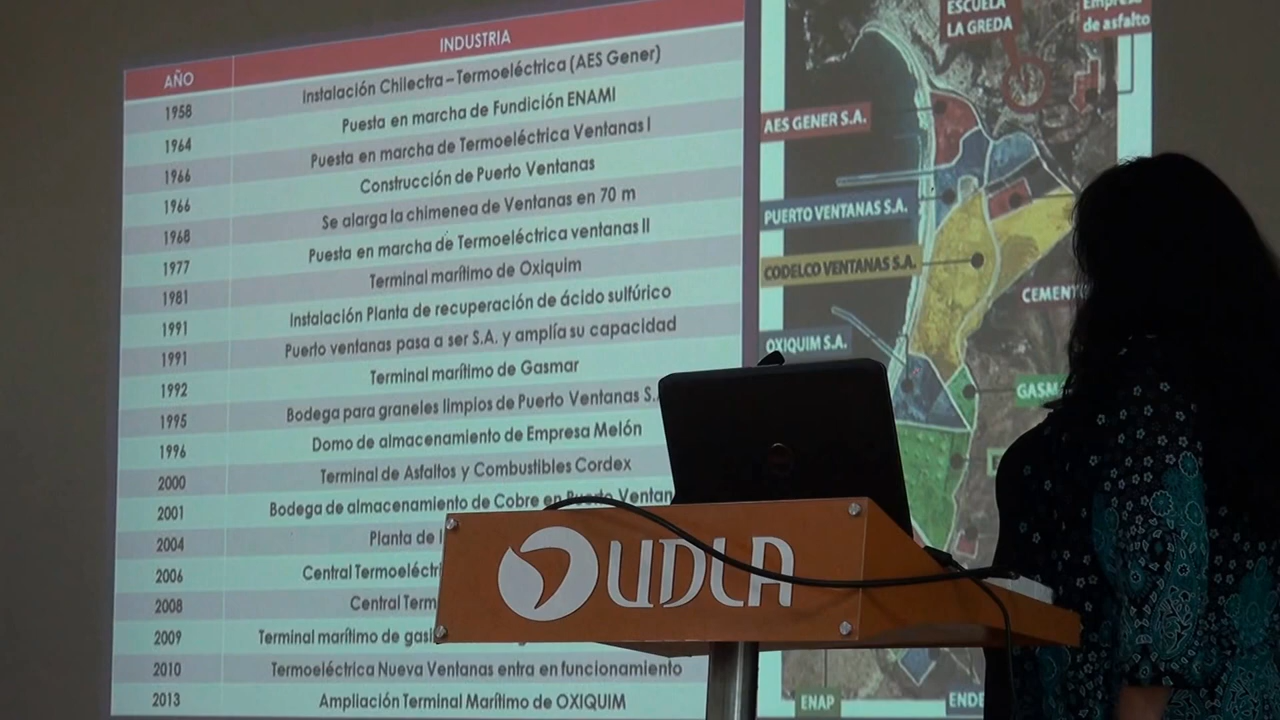 AÑO INDUSTRIA
1958 Instalación Chilectra – Termoeléctrica (AES Gener)
1964 Puesta en marcha de Fundición ENAMI
1966 Puesta en marcha de Termoeléctrica Ventanas I
1966 Construcción de Puerto Ventanas
1968 Se alarga la chimenea de Ventanas en 70 m
1977 Puesta en marcha de Termoeléctrica ventanas II
1981 Terminal marítimo de Oxiquim
1991 Instalación Planta de recuperación de ácido sulfúrico
1991 Puerto ventanas pasa a ser S.A. y amplía su capacidad
1992 Terminal marítimo de Gasmar
1995 Bodega para graneles limpios de Puerto Ventanas S.
1996 Domo de almacenamiento de Empresa Melón
2000 Terminal de Asfaltos y Combustibles Cordex
2001 Bodega de almacenamiento de Cobre en Puerto Ventan
2004 Planta de
2006 Central Termoeléctr
2008 Central Term
2009 Terminal marítimo de
2010 Termoeléctrica Nueva Ventanas entra en funcionamiento
2013 Ampliación Terminal Marítimo de OXIQUIM
ESCUELA
LA GREDA
Empresa
de asfalto
AES GENER S.A.
PUERTO VENTANAS S.A.
CODELCO VENTANAS S.A.
CEMENT
OXIQUIM S.A.
GASM
ENAP
ENDE
UDLA